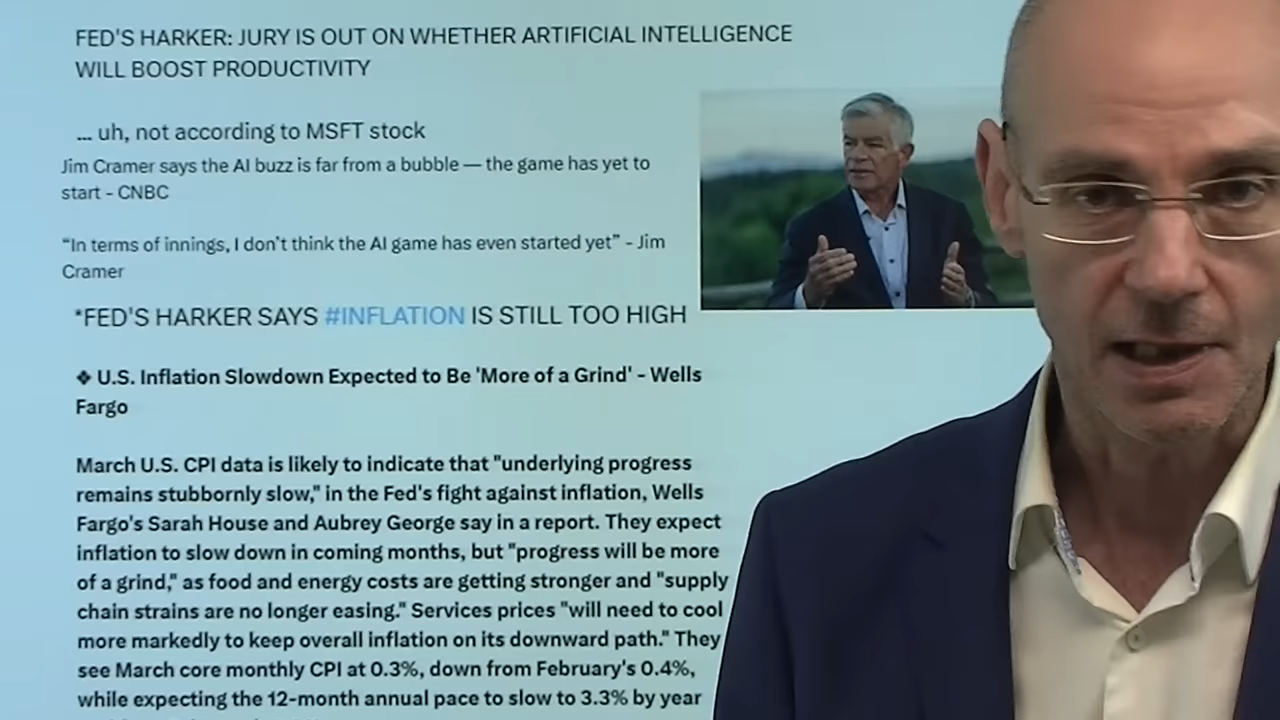 FED'S HARKER: JURY IS OUT ON WHETHER ARTIFICIAL INTELLIGENCE
WILL BOOST PRODUCTIVITY
... uh, not according to MSFT stock
Jim Cramer says the AI buzz is far from a bubble — the game has yet to
start - CNBC
“In terms of innings, I don’t think the AI game has even started yet” - Jim
Cramer
*FED'S HARKER SAYS #INFLATION IS STILL TOO HIGH
❖ U.S. Inflation Slowdown Expected to Be 'More of a Grind' - Wells
Fargo
March U.S. CPI data is likely to indicate that "underlying progress
remains stubbornly slow," in the Fed's fight against inflation, Wells
Fargo's Sarah House and Aubrey George say in a report. They expect
inflation to slow down in coming months, but "progress will be more
of a grind," as food and energy costs are getting stronger and "supply
chain strains are no longer easing." Services prices "will need to cool
more markedly to keep overall inflation on its downward path." They
see March core monthly CPI at 0.3%, down from February's 0.4%,
while expecting the 12-month annual pace to slow to 3.3% by year